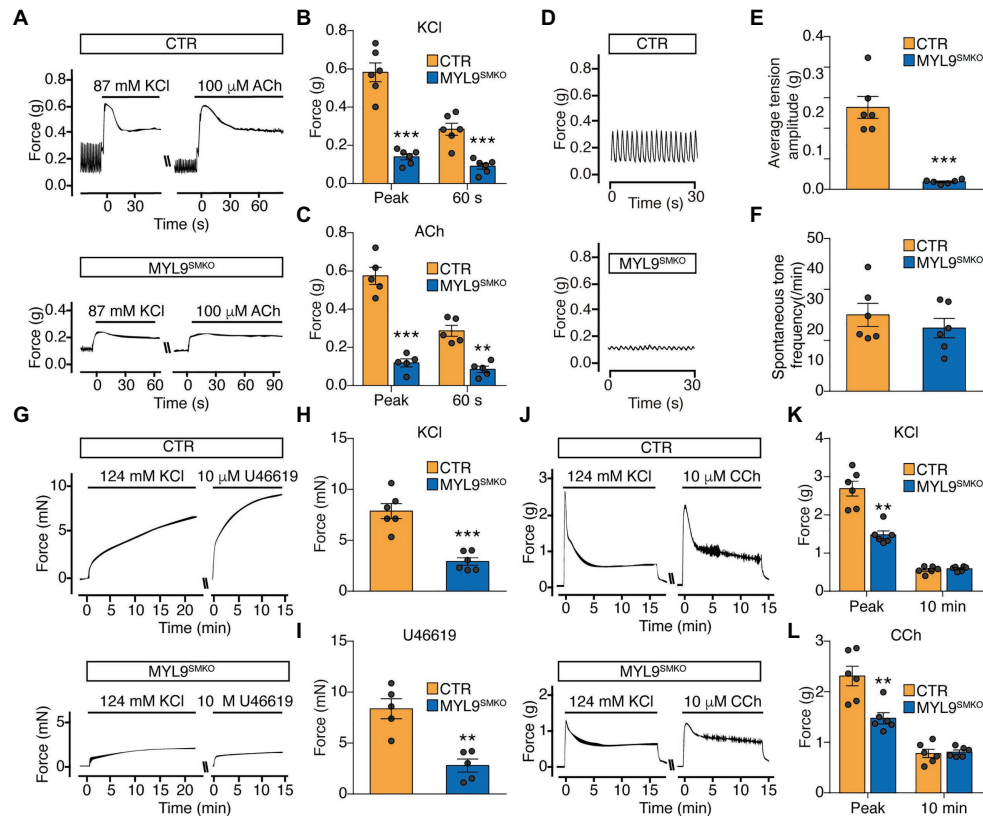 A
CTR
87 mM KCl
100 μM ACh
Force (g)
0.8
0.6
0.4
0.2
0.0
0 30
0 30 60
Time (s)
Time (s)
MYL9SMKO
87 mM KCl
100 μM ACh
Force (g)
0.4
0.2
0.0
0 30 60
0 30 60 90
Time (s)
Time (s)
B
KCl
CTR
MYL9SMKO
Force (g)
0.8
0.6
0.4
0.2
0.0
***
***
Peak
60 s
C
ACh
CTR
MYL9SMKO
Force (g)
0.8
0.6
0.4
0.2
0.0
***
**
Peak
60 s
D
CTR
Force (g)
0.8
0.6
0.4
0.2
0.0
0 30
Time (s)
MYL9SMKO
Force (g)
0.8
0.6
0.4
0.2
0.0
0 30
Time (s)
E
CTR
MYL9SMKO
Average tension
amplitude (g)
0.4
0.3
0.2
0.0
***
F
CTR
MYL9SMKO
Spontaneous tone
frequency(/min)
50
40
30
20
10
0
G
CTR
124 mM KCl
10 μM U46619
Force (mN)
10
5
0
0 5 10 15 20
0 5 10 15
Time (min)
MYL9SMKO
124 mM KCl
10 M U46619
Force (mN)
5
0
0 5 10 15 20
0 5 10 15
Time (min)
H
KCl
CTR
MYL9SMKO
Force (mN)
15
10
5
0
***
I
U46619
CTR
MYL9SMKO
Force (mN)
15
10
5
0
**
J
CTR
124 mM KCl
10 μM CCh
Force (g)
3
2
1
0
0 5 10 15
0 5 10 15
Time (min)
Time (min)
MYL9SMKO
124 mM KCl
10 μM CCh
Force (g)
2
1
0
0 5 10 15
0 5 10 15
Time (min)
Time (min)
K
KCl
CTR
MYL9SMKO
Force (g)
4
3
2
1
0
**
Peak
10 min
L
CCh
CTR
MYL9SMKO
Force (g)
3
2
1
0
**
Peak
10 min